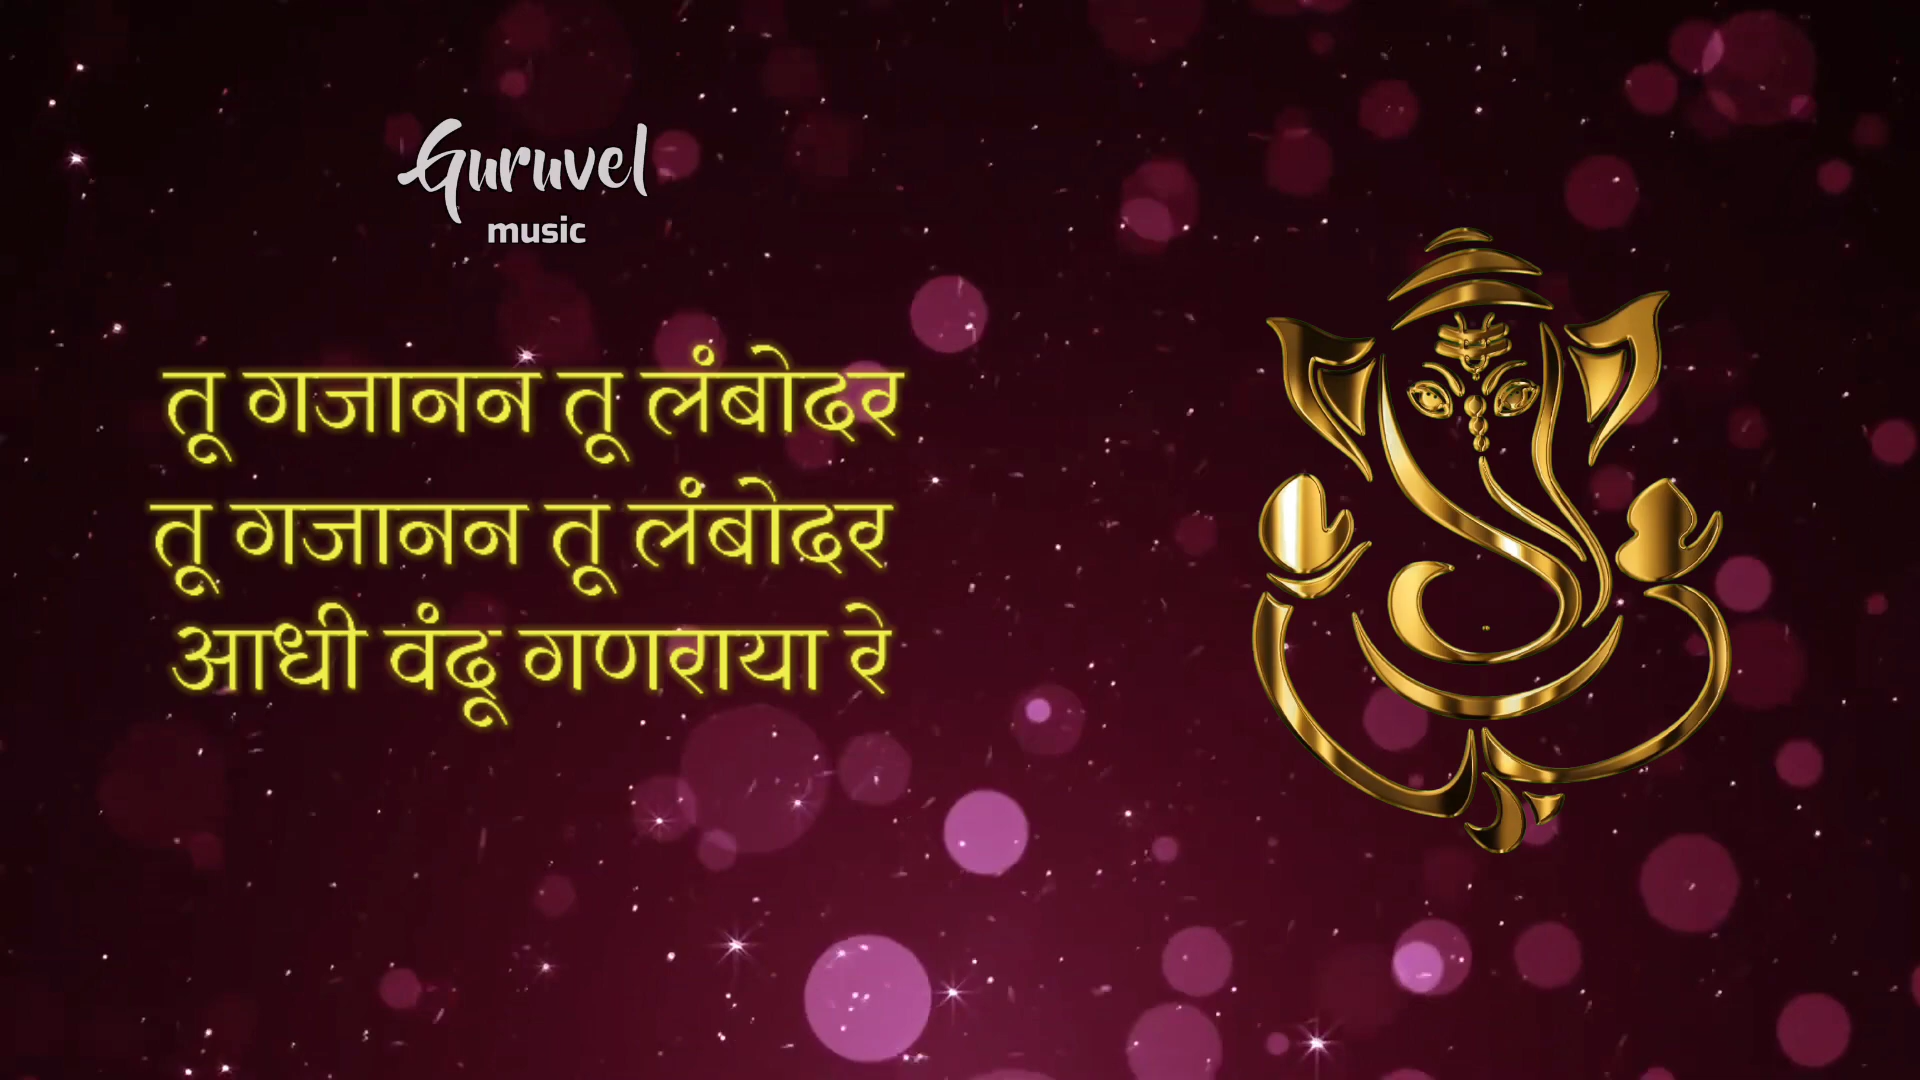 Guruvel
music
तू गजानन तू लंबोदर
तू गजानन तू लंबोदर
आधी वंदू गणराया रे